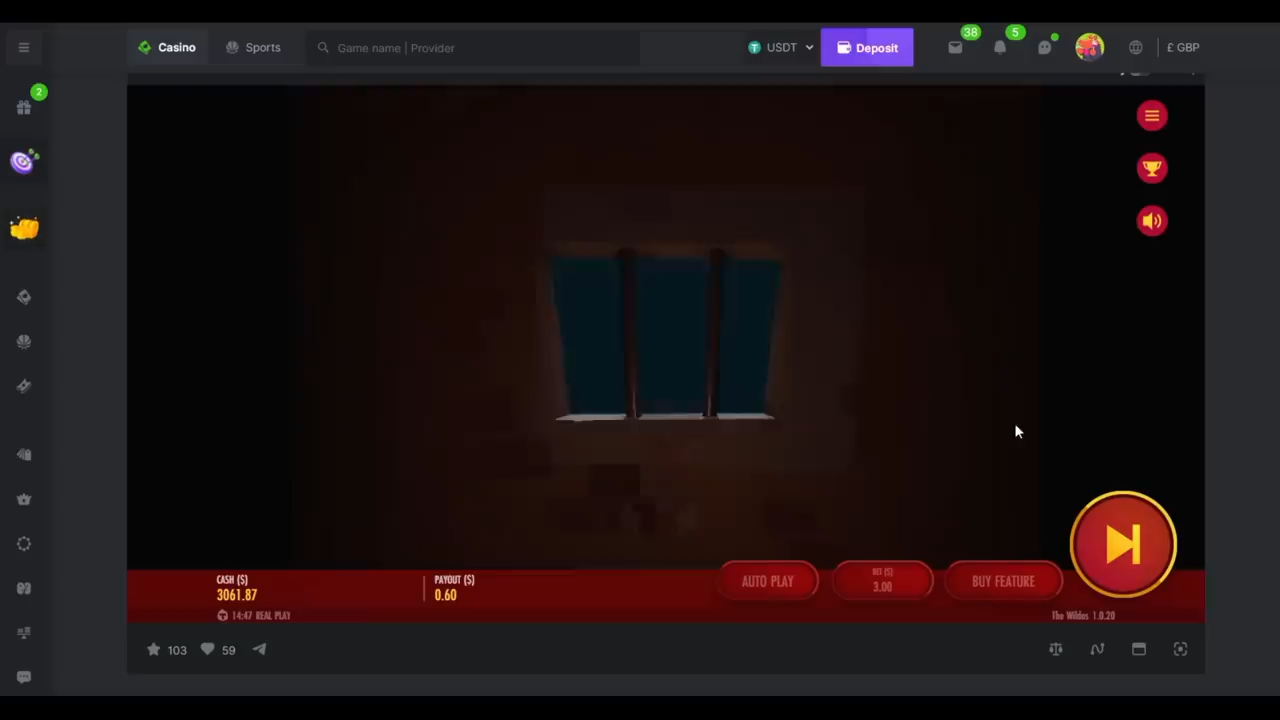 Casino
Sports
Game name | Provider
USDT
Deposit
38
5
£ GBP
2
CASH ($)
3061.87
PAYOUT ($)
0.60
AUTO PLAY
BET ($)
3.00
BUY FEATURE
14:47 REAL PLAY
The Wildos 1.0.20
103
59